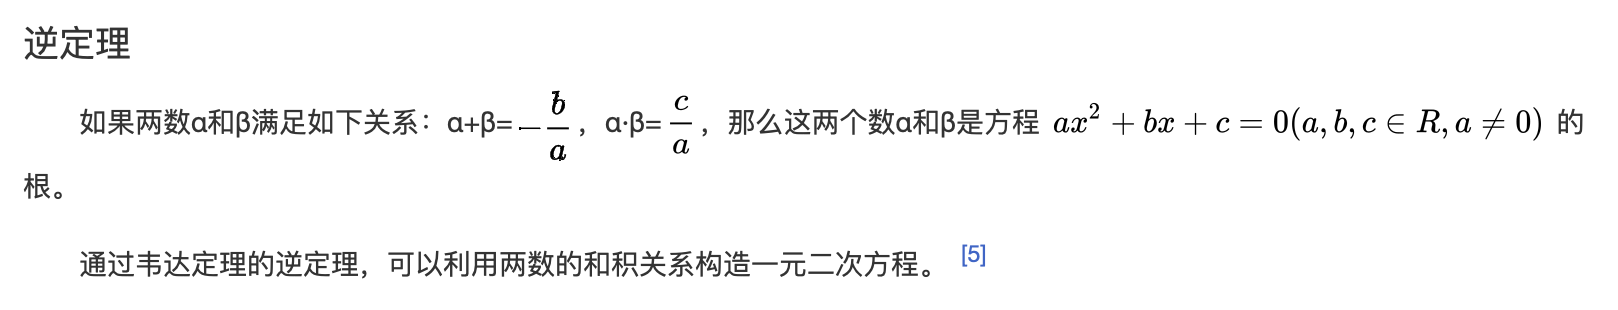 逆定理
如果两数α和β满足如下关系：α+β=$-\frac{b}{a}$，α·β=$\frac{c}{a}$，那么这两个数α和β是方程 $ax^2+bx+c=0(a,b,c\in R,a\neq 0)$ 的
根。
通过韦达定理的逆定理，可以利用两数的和积关系构造一元二次方程。 [5]